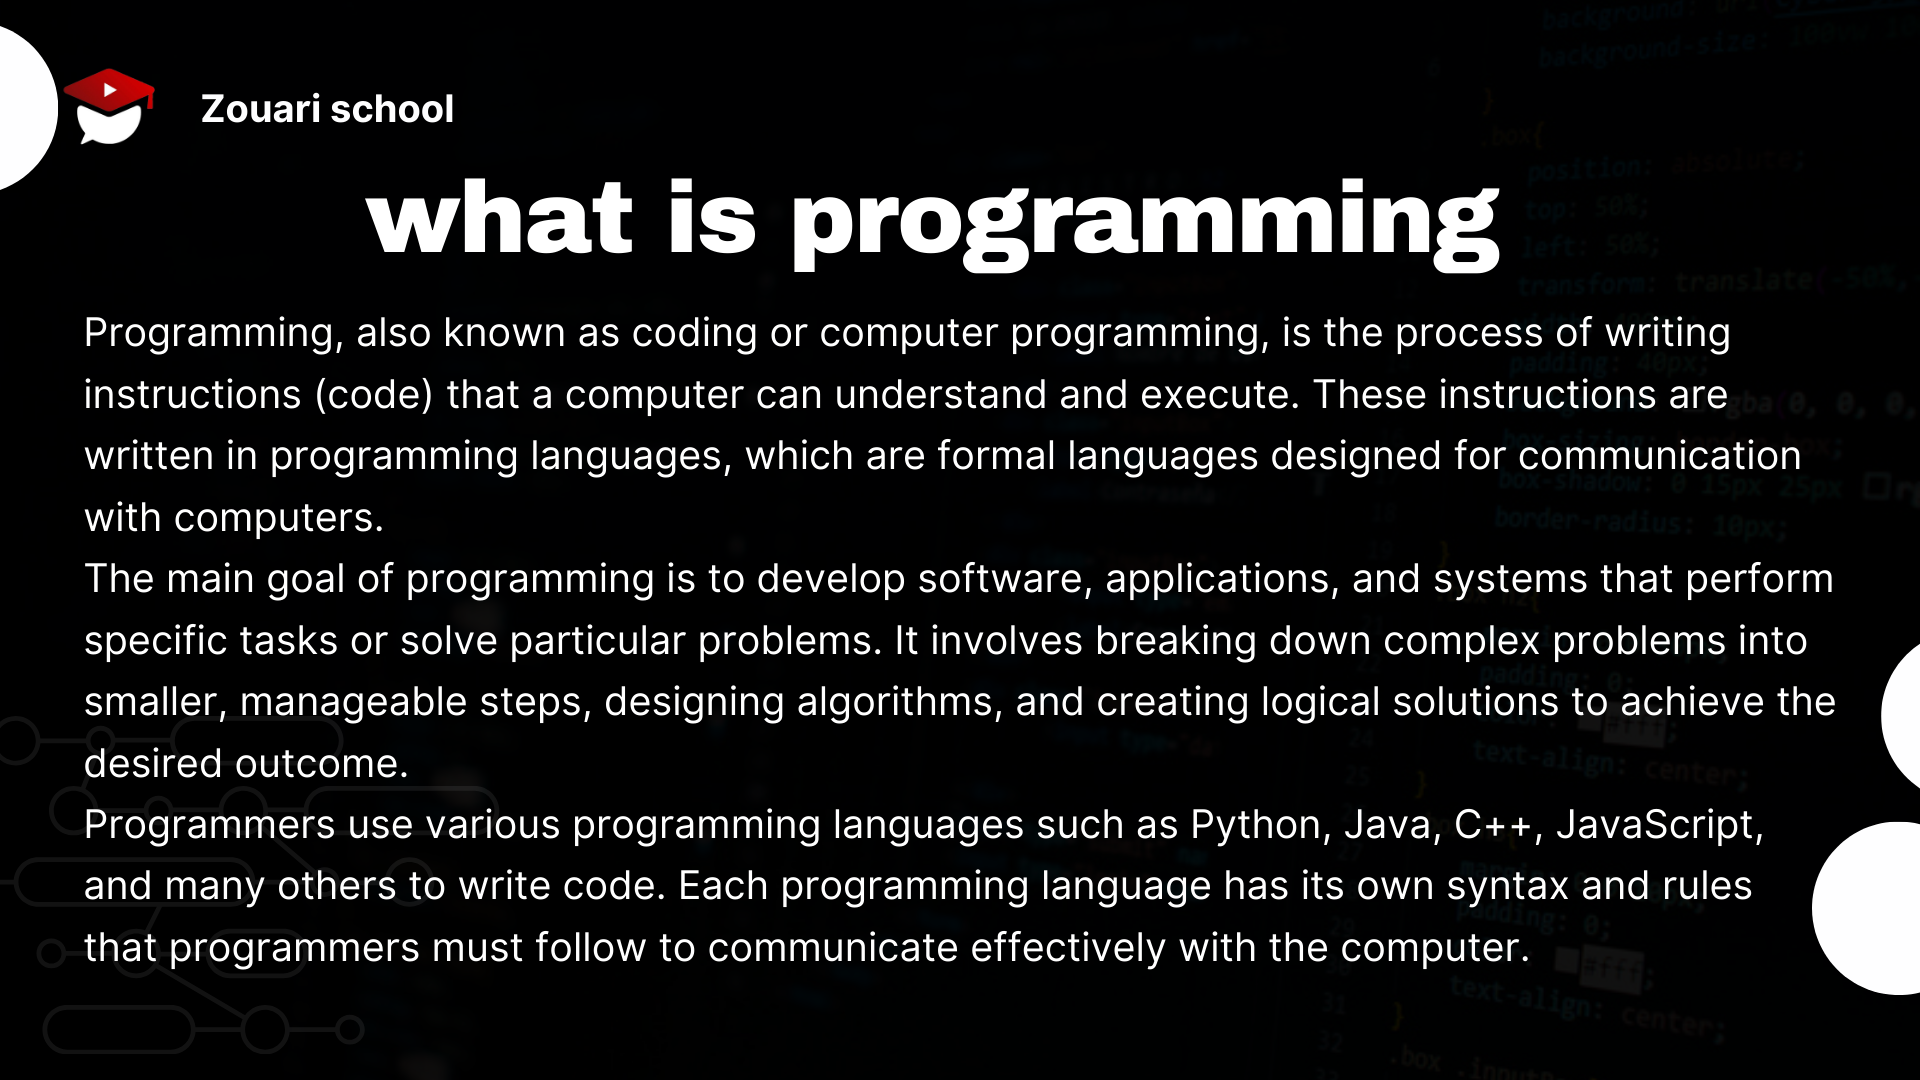 Zouari school
what is programming
Programming, also known as coding or computer programming, is the process of writing
instructions (code) that a computer can understand and execute. These instructions are
written in programming languages, which are formal languages designed for communication
with computers.
The main goal of programming is to develop software, applications, and systems that perform
specific tasks or solve particular problems. It involves breaking down complex problems into
smaller, manageable steps, designing algorithms, and creating logical solutions to achieve the
desired outcome.
Programmers use various programming languages such as Python, Java, C++, JavaScript,
and many others to write code. Each programming language has its own syntax and rules
that programmers must follow to communicate effectively with the computer.